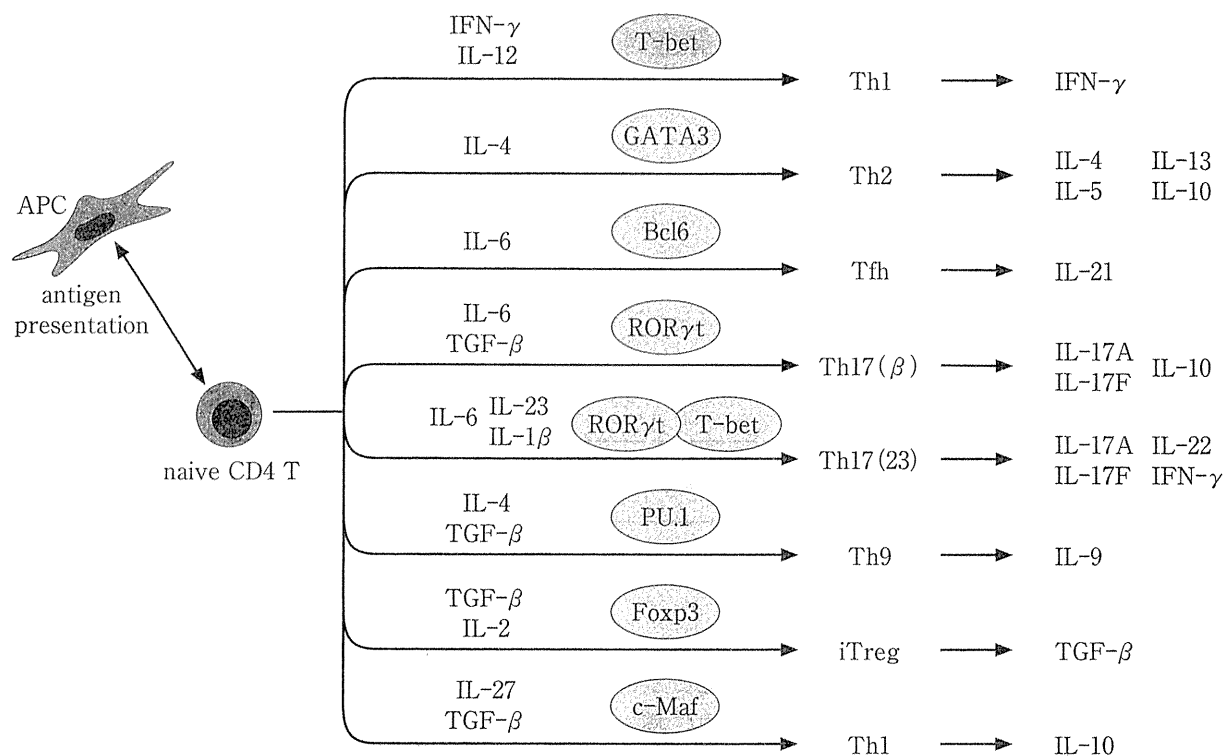 IFN-γ
IL-12
T-bet
Th1
IFN-γ
IL-4
GATA3
Th2
IL-4 IL-13
IL-5 IL-10
APC
antigen
presentation
IL-6
Bcl6
Tfh
IL-21
IL-6
TGF-β
RORγt
Th17(β)
IL-17A
IL-17F
IL-10
naive CD4 T
IL-6
IL-23
IL-1β
RORγt
T-bet
Th17(23)
IL-17A IL-22
IL-17F IFN-γ
IL-4
TGF-β
PU.1
Th9
IL-9
TGF-β
IL-2
Foxp3
iTreg
TGF-β
IL-27
TGF-β
c-Maf
Th1
IL-10